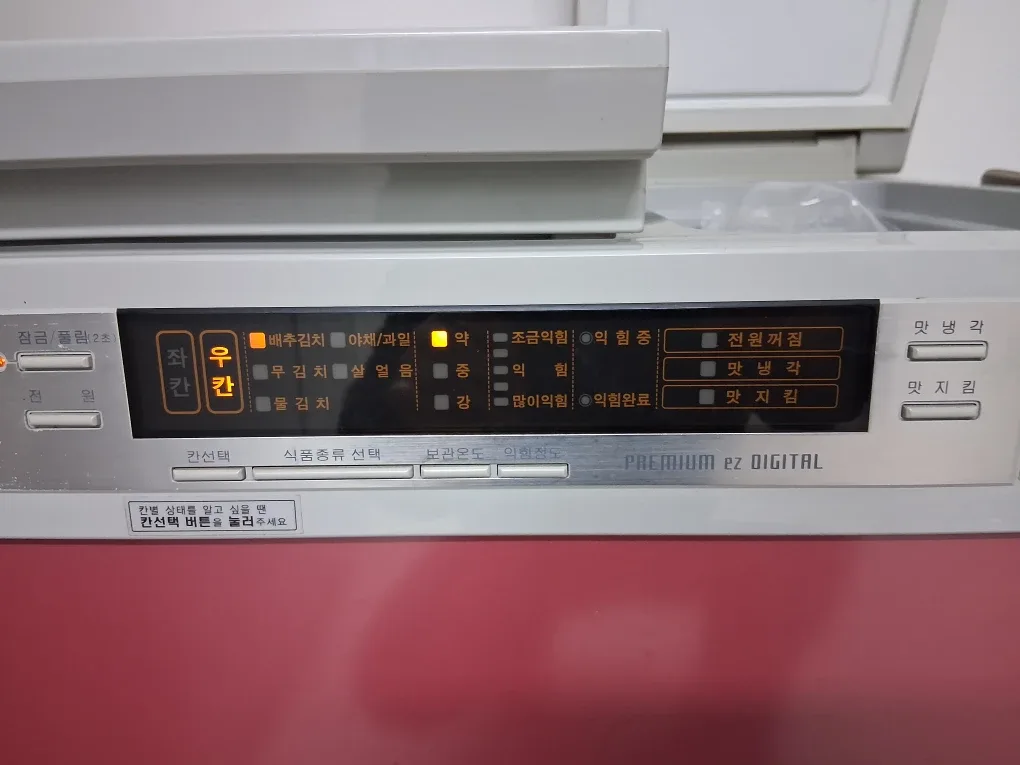 잠금/풀림(2초)
전 원
좌칸
우칸
배추김치 야채/과일
무김치 살얼음
물김치
약
중
강
조금익힘
익 힘
많이익힘
익힘중
익힘완료
전원꺼짐
맛냉각
맛지킴
맛냉각
맛지킴
칸선택 식품종류 선택 보관온도 익힘정도
PREMIUM ez DIGITAL
칸별 상태를 알고 싶을 땐
칸선택 버튼을 눌러주세요